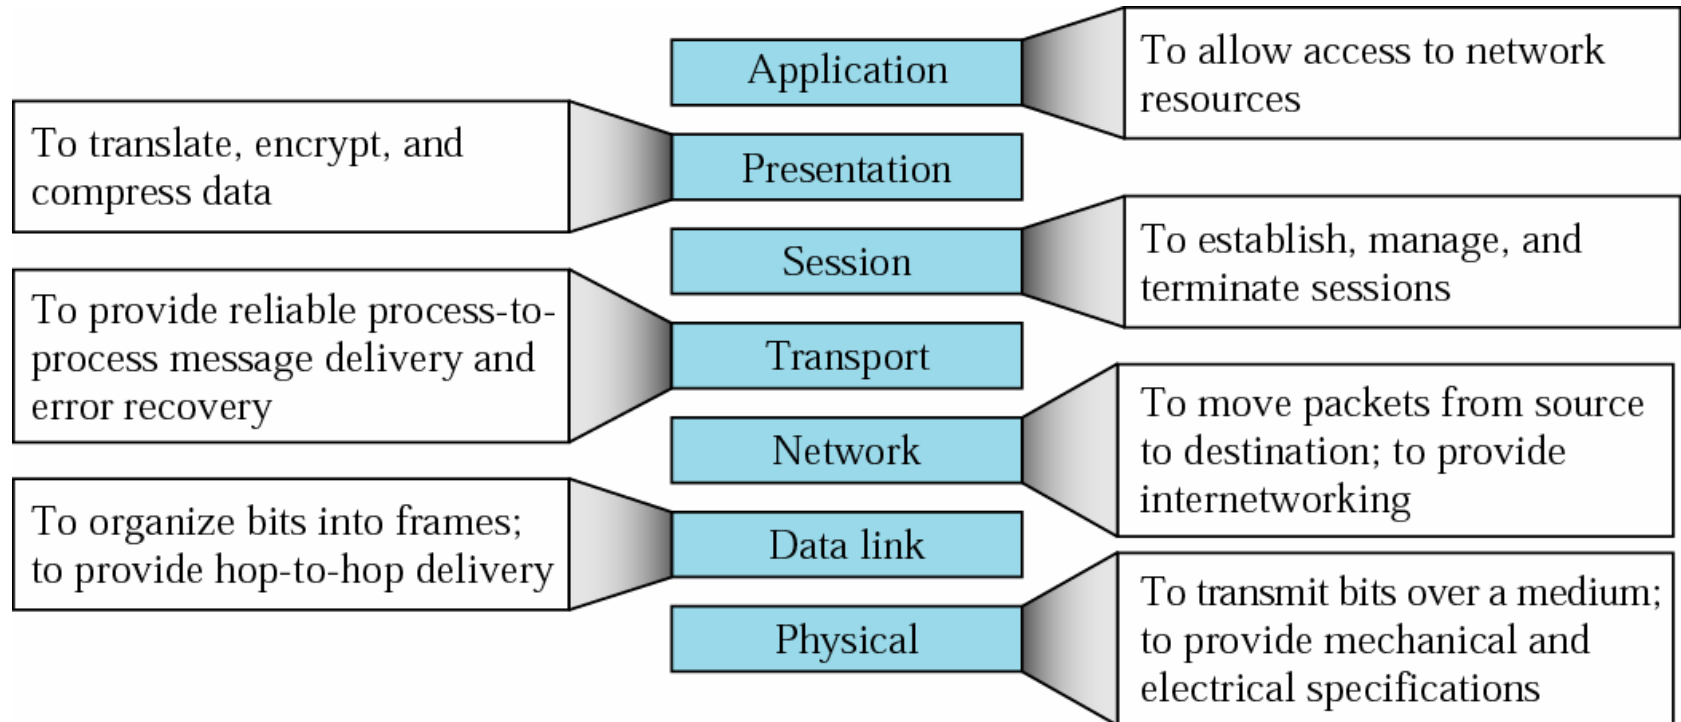 Application
To allow access to network
resources
To translate, encrypt, and
compress data
Presentation
Session
To establish, manage, and
terminate sessions
To provide reliable process-to-
process message delivery and
error recovery
Transport
Network
To move packets from source
to destination; to provide
internetworking
To organize bits into frames;
to provide hop-to-hop delivery
Data link
Physical
To transmit bits over a medium;
to provide mechanical and
electrical specifications